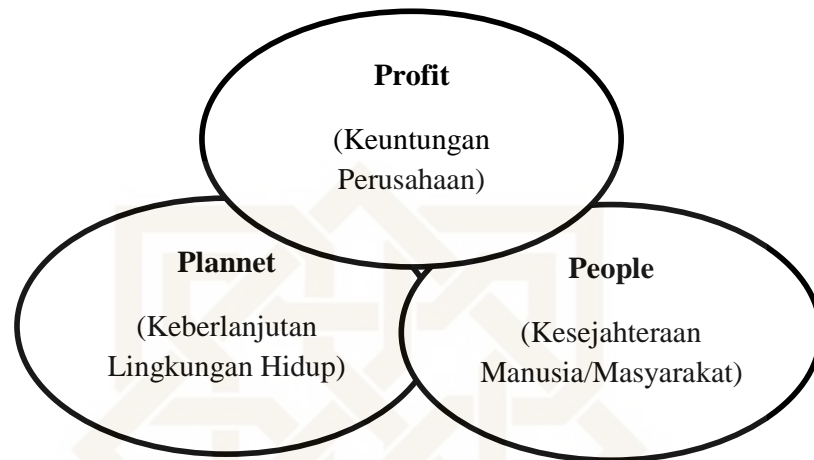 Profit
(Keuntungan
Perusahaan)
Plannet
(Keberlanjutan
Lingkungan Hidup)
People
(Kesejahteraan
Manusia/Masyarakat)